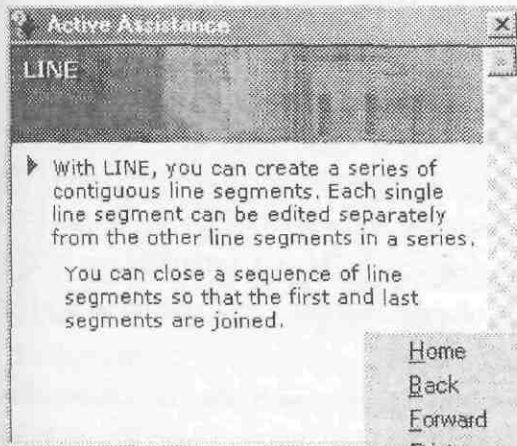 Active Assistance
LINE
With LINE, you can create a series of
contiguous line segments. Each single
line segment can be edited separately
from the other line segments in a series.
You can close a sequence of line
segments so that the first and last
segments are joined.
Home
Back
Forward